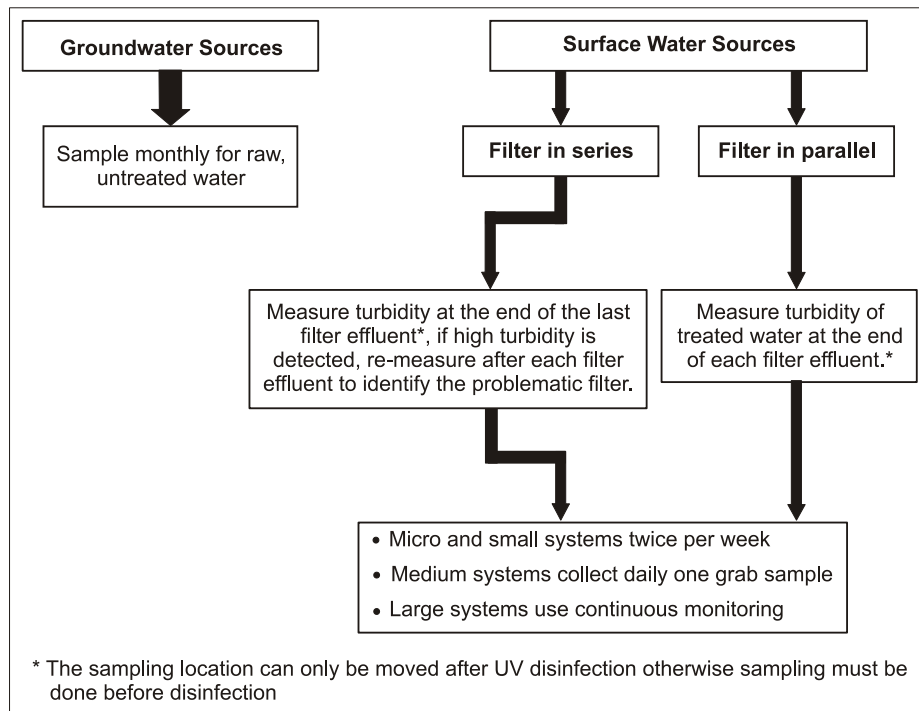 Groundwater Sources
Sample monthly for raw,
untreated water
Surface Water Sources
Filter in series
Filter in parallel
Measure turbidity at the end of the last
filter effluent*, if high turbidity is
detected, re-measure after each filter
effluent to identify the problematic filter.
Measure turbidity of
treated water at the end
of each filter effluent.*
• Micro and small systems twice per week
• Medium systems collect daily one grab sample
• Large systems use continuous monitoring
* The sampling location can only be moved after UV disinfection otherwise sampling must be
done before disinfection